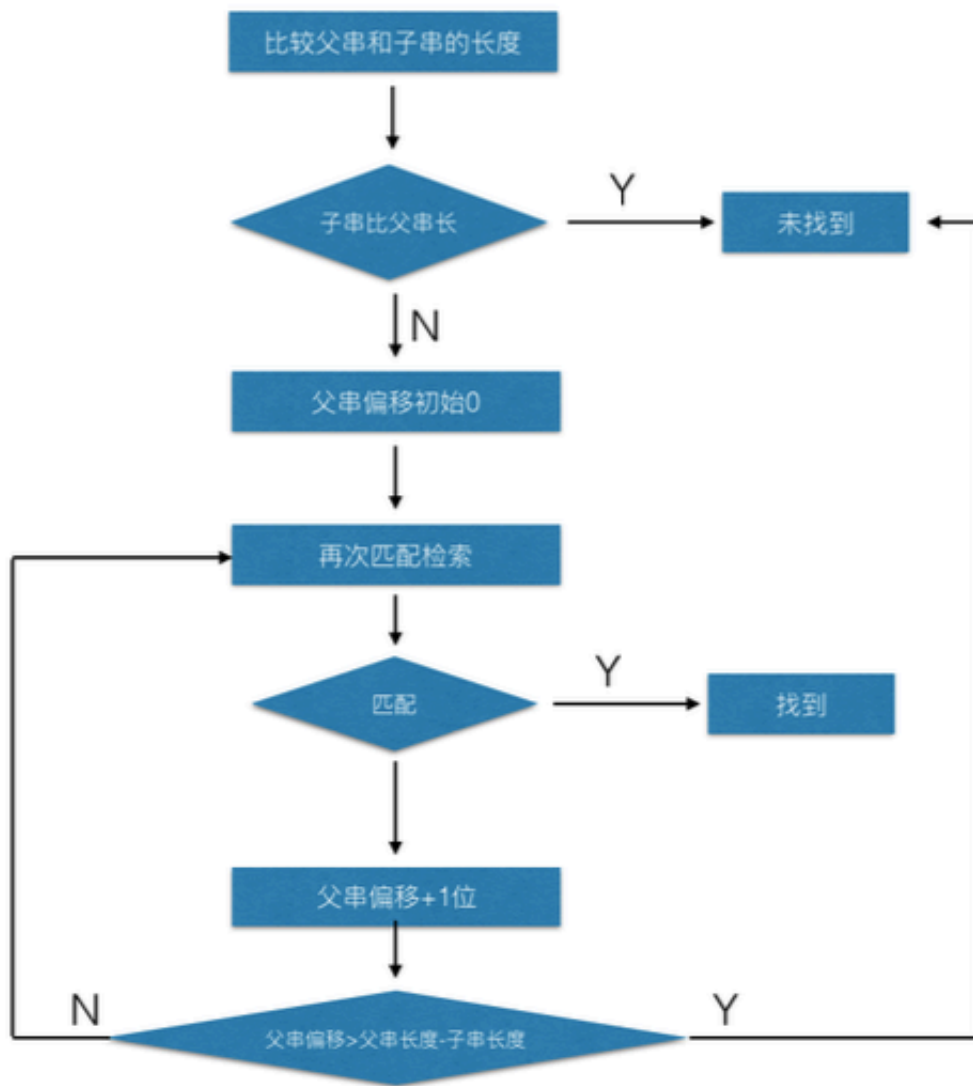 比较父串和子串的长度
子串比父串长
Y
未找到
N
父串偏移初始0
再次匹配检索
匹配
Y
找到
父串偏移+1位
N
父串偏移>父串长度-子串长度
Y